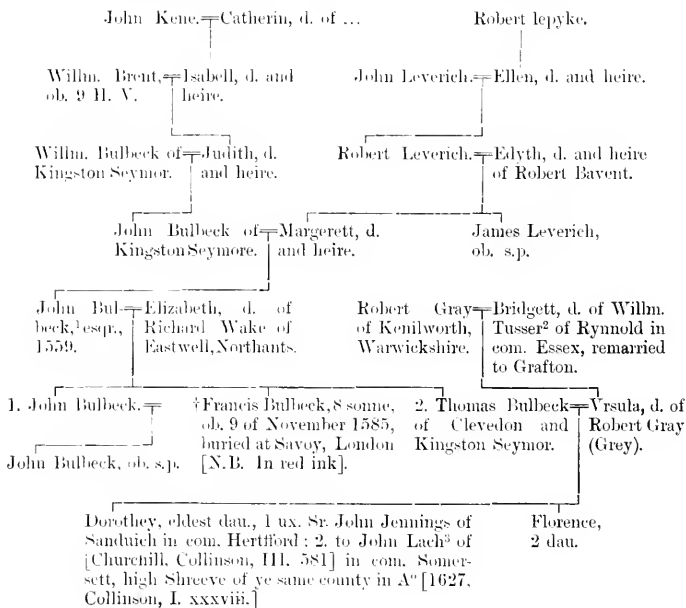 John Kene.=Catherin, d. of ...
Robert lepyke.
Willm. Brent,=Isabell, d. and
ob. 9 H. V. heire.
John Leverich.=Ellen, d. and heire.
Willm. Bulbeck of=Judith, d.
Kingston Seymor. and heire.
Robert Leverich.=Edyth, d. and heire
of Robert Bavent.
John Bulbeck of=Margerett, d.
Kingston Seymore. and heire.
James Leverich,
ob. s.p.
John Bul-=Elizabeth, d. of
beck,¹ esqr., Richard Wake of
1559. Eastwell, Northants.
Robert Gray=Bridgett, d. of Willm.
of Kenilworth, Tusser² of Rynnold in
Warwickshire. com. Essex, remarried
to Grafton.
1. John Bulbeck.=
John Bulbeck, ob. s.p.
†Francis Bulbeck, 8 sonne,
ob. 9 of November 1585,
buried at Savoy, London
[N.B. In red ink].
2. Thomas Bulbeck=Vrsula, d. of
of Clevedon and Robert Gray
Kingston Seymor. (Grey).
Dorothey, eldest dau., 1 ux. Sr. John Jennings of
Sanduich in com. Hertfford ; 2. to John Lach³ of
[Churchill, Collinson, III. 581] in com. Somer-
sett, high Shreeve of ye same county in Aº [1627,
Collinson, I. xxxviii.]
Florence,
2 dau.